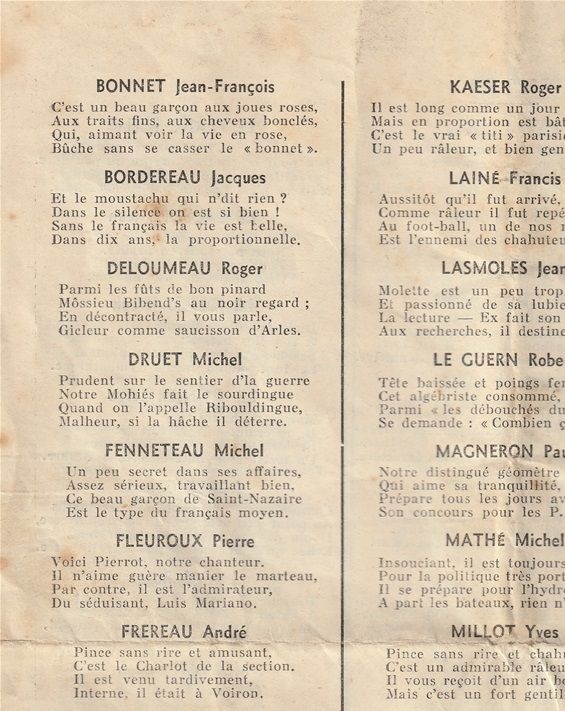 BONNET Jean-François
C'est un beau garçon aux joues roses,
Aux traits fins, aux cheveux bonclés,
Qui, aimant voir la vie en rose,
Bûche sans se casser le « bonnet ».
BORDEREAU Jacques
Et le moustachu qui n'dit rien ?
Dans le silence on est si bien !
Sans le français la vie est belle,
Dans dix ans, la proportionnelle.
DELOUMEAU Roger
Parmi les fûts de bon pinard
Môssieu Bibend's au noir regard ;
En décontracté, il vous parle,
Gicleur comme saucisson d'Arles.
DRUET Michel
Prudent sur le sentier d'la guerre
Notre Mohiés fait le sourdingue
Quand on l'appelle Ribouldingue,
Malheur, si la hâche il déterre.
FENNETEAU Michel
Un peu secret dans ses affaires,
Assez sérieux, travaillant bien,
Ce beau garçon de Saint-Nazaire
Est le type du français moyen.
FLEUROUX Pierre
Voici Pierrot, notre chanteur.
Il n'aime guère manier le marteau,
Par contre, il est l'admirateur,
Du séduisant, Luis Mariano.
FREREAU André
Pince sans rire et amusant,
C'est le Charlot de la section.
Il est venu tardivement,
Interne, il était à Voiron.
KAESER Roger
Il est long comme un jour
Mais en proportion est bât
C'est le vrai « titi » parisie
Un peu râleur, et bien gen
LAINÉ Francis
Aussitôt qu'il fut arrivé,
Comme râleur il fut repé
Au foot-ball, un de nos
Est l'ennemi des chahuteu
LASMOLES Jean
Molette est un peu trop
Et passionné de sa lubie
La lecture — Ex fait son
Aux recherches, il destine
LE GUERN Robe
Tête baissée et poings fer
Cet algébriste consommé,
Parmi « les débouchés du
Se demande : « Combien ç
MAGNERON Pau
Notre distingué géomètre
Qui aime sa tranquillité,
Prépare tous les jours av
Son concours pour les P.
MATHÉ Michel
Insouciant, il est toujours
Pour la politique très port
Il se prépare pour l'hydr
A part les bateaux, rien n'
MILLOT Yves
Pince sans rire et chahu
C'est un admirable râleu
Il vous reçoit d'un air bo
Mais c'est un fort gentil